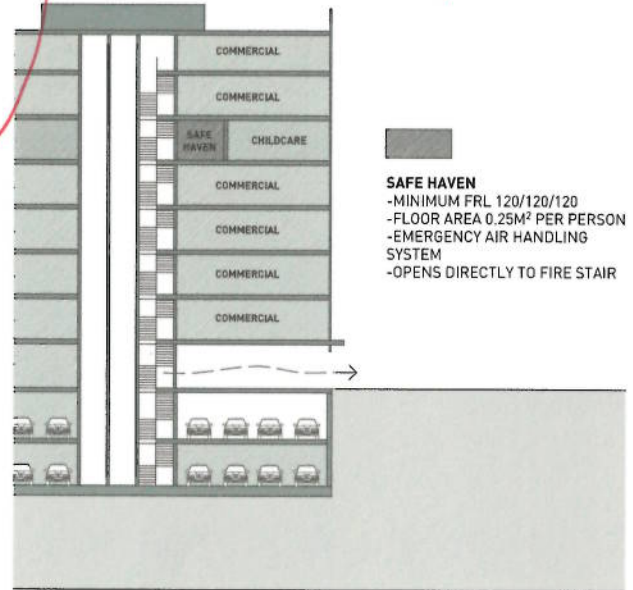 COMMERCIAL
COMMERCIAL
SAFE
HAVEN
CHILDCARE
COMMERCIAL
COMMERCIAL
COMMERCIAL
COMMERCIAL
SAFE HAVEN
-MINIMUM FRL 120/120/120
-FLOOR AREA 0.25M² PER PERSON
-EMERGENCY AIR HANDLING
SYSTEM
-OPENS DIRECTLY TO FIRE STAIR